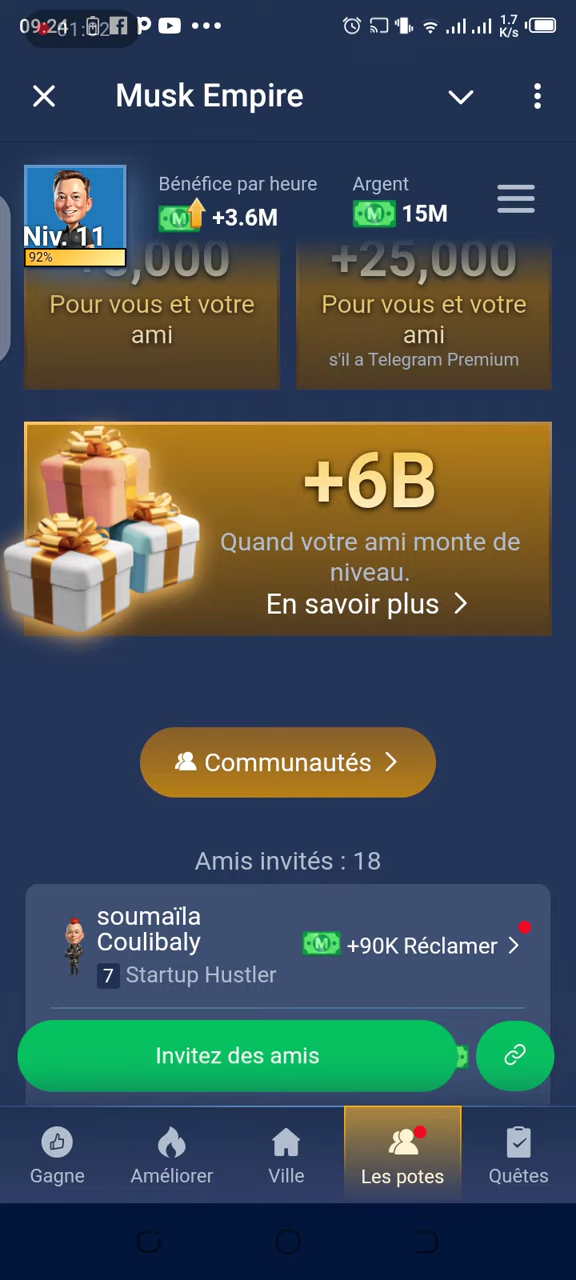 09:24
01:02
1.7
K/s
Musk Empire
Bénéfice par heure
+3.6M
Argent
15M
Niv. 11
92%
,000
+25,000
Pour vous et votre
ami
Pour vous et votre
ami
s'il a Telegram Premium
+6B
Quand votre ami monte de
niveau.
En savoir plus
Communautés
Amis invités : 18
soumaïla
Coulibaly
+90K Réclamer
7 Startup Hustler
Invitez des amis
Gagne
Améliorer
Ville
Les potes
Quêtes